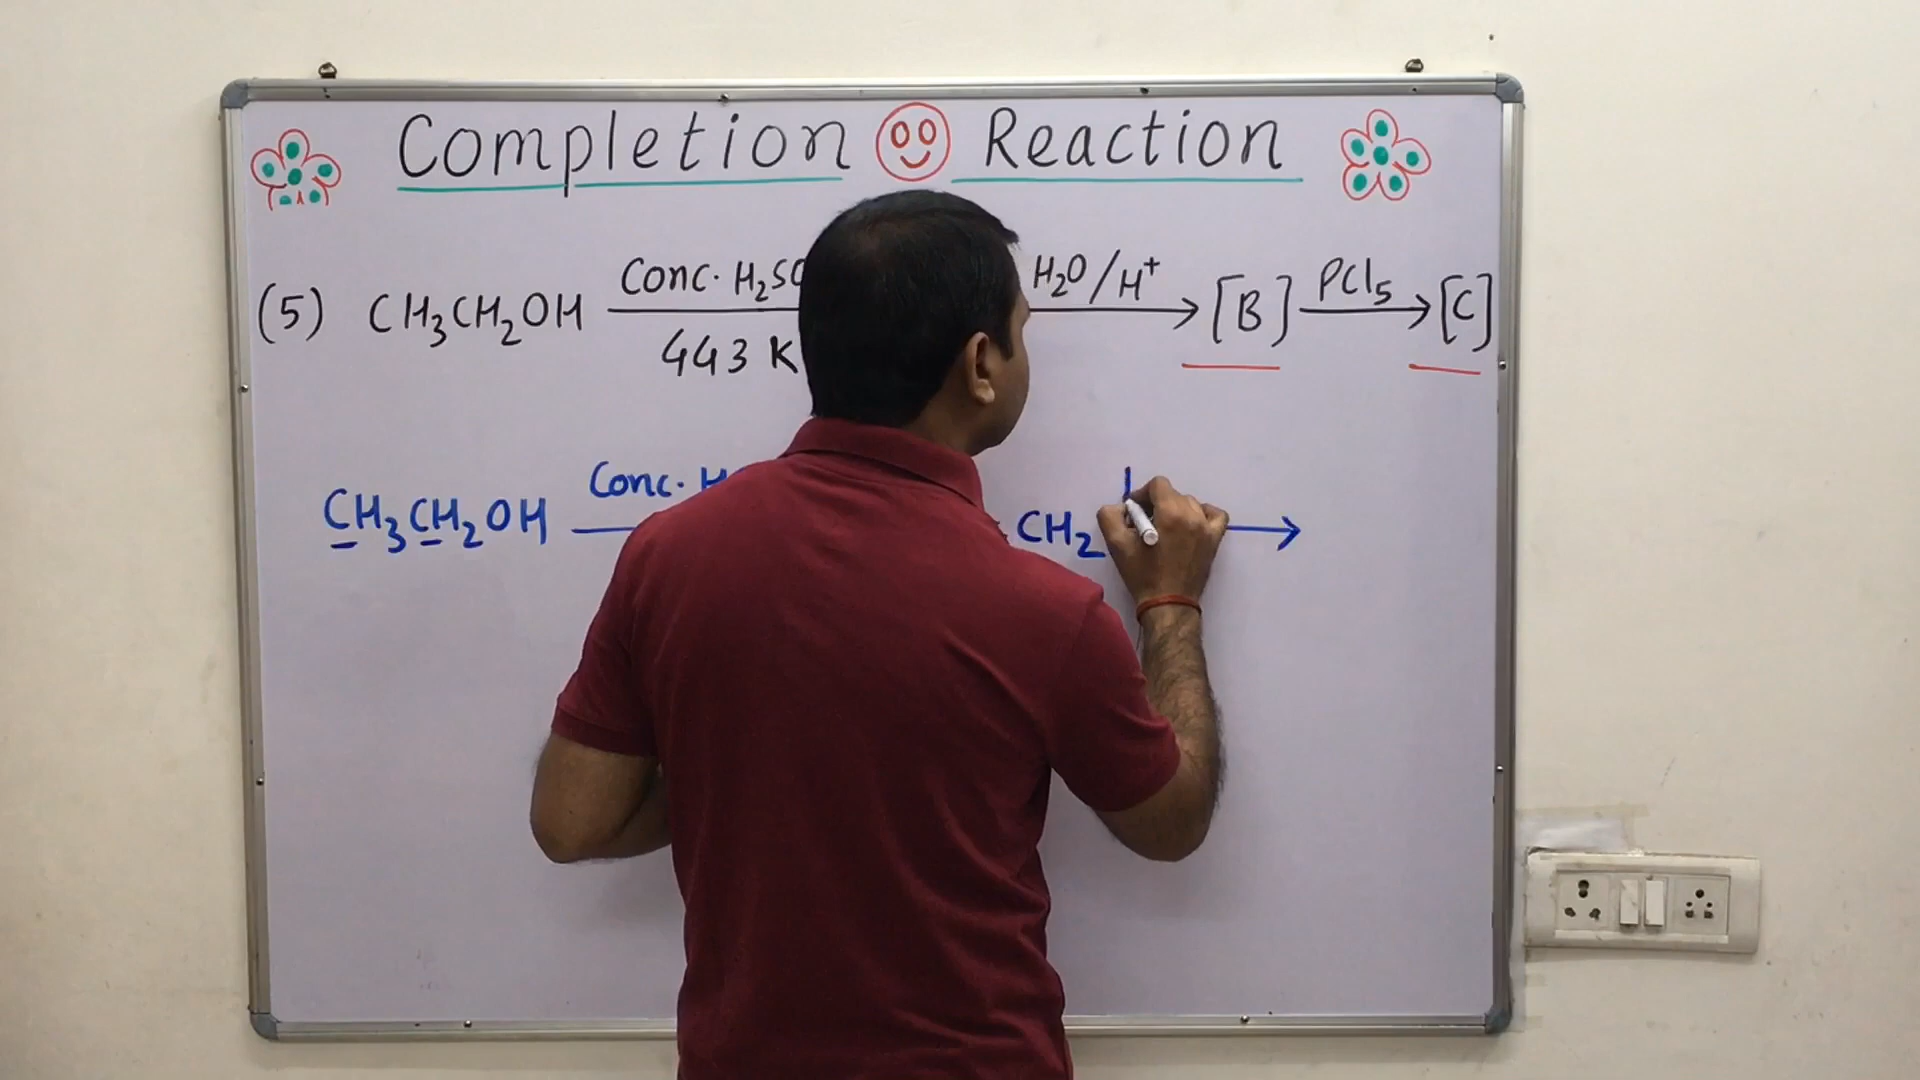 Completion Reaction
(5) CH₃CH₂OH Conc. H₂SO 443 K H₂O/H⁺ → [B] PCl₅ → [C]
CH₃CH₂OH Conc. H CH₂ →